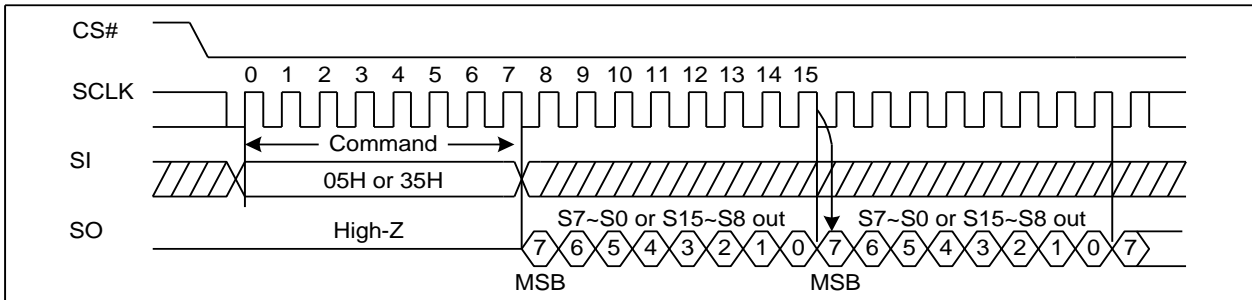 CS#
0 1 2 3 4 5 6 7 8 9 10 11 12 13 14 15
SCLK
Command
SI
05H or 35H
S7~S0 or S15~S8 out S7~S0 or S15~S8 out
SO
High-Z
7 6 5 4 3 2 1 0 7 6 5 4 3 2 1 0 7
MSB MSB